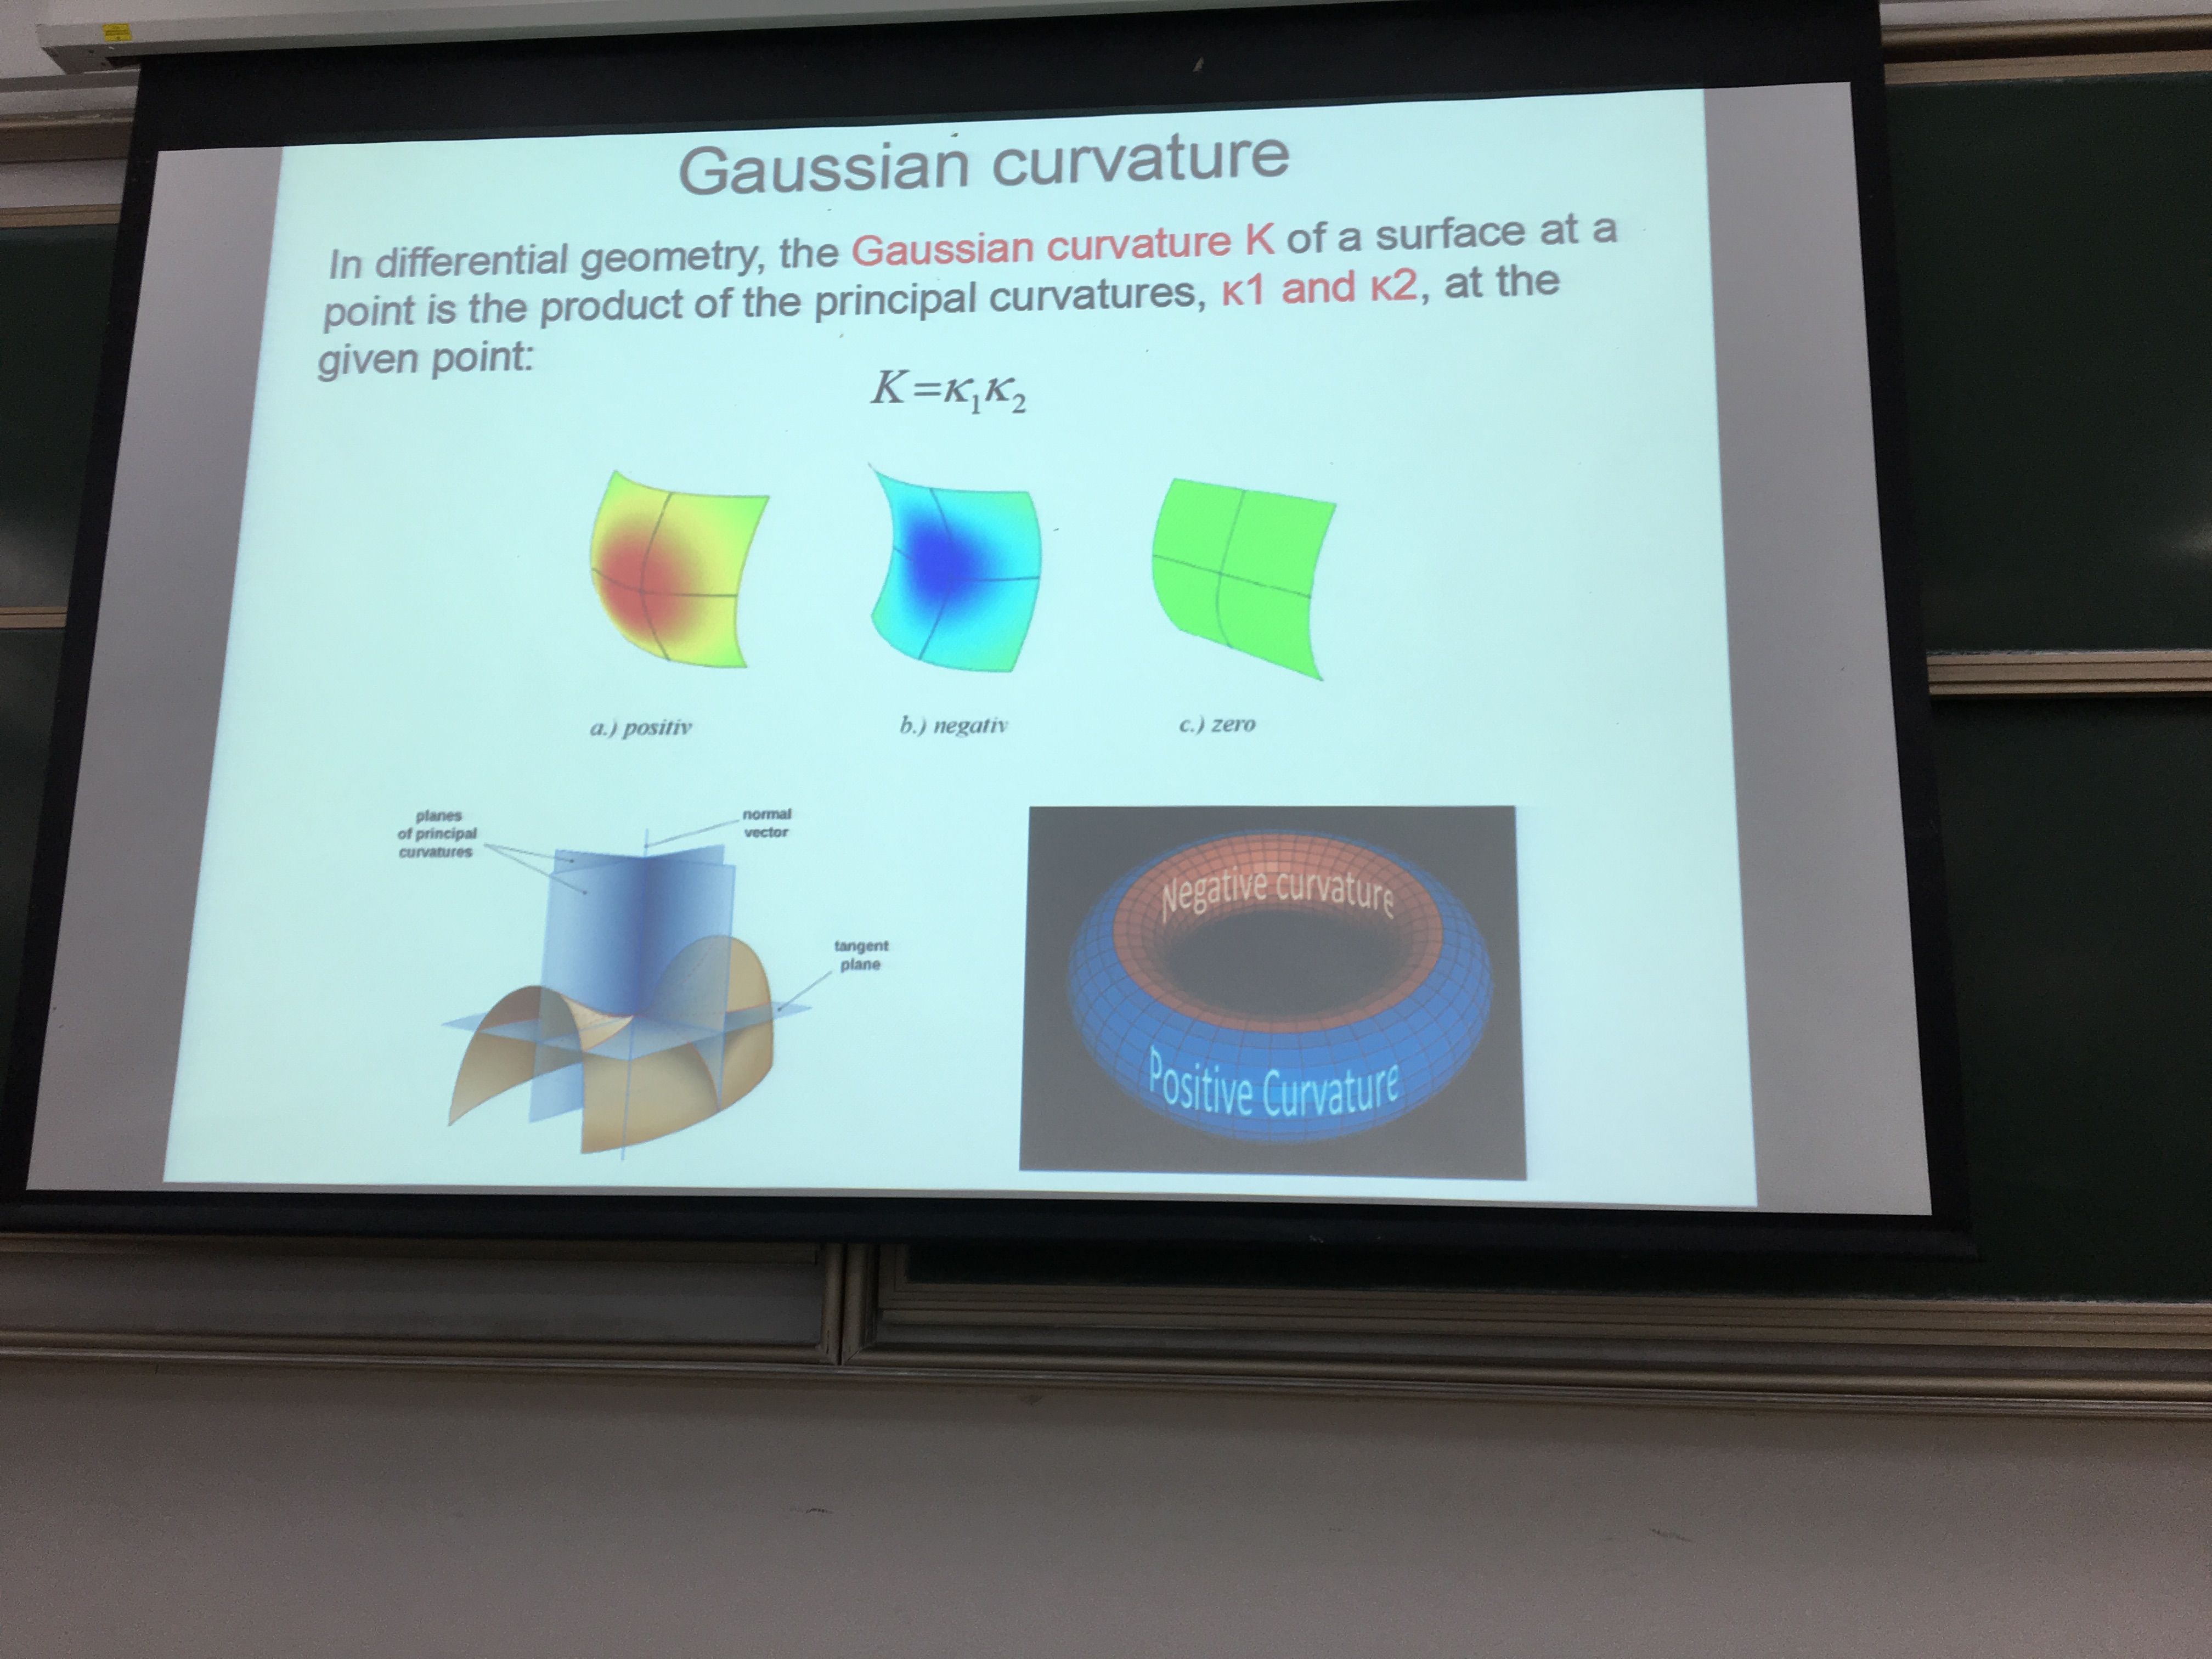 Gaussian curvature
In differential geometry, the Gaussian curvature K of a surface at a
point is the product of the principal curvatures, κ1 and κ2, at the
given point:
K=κ₁κ₂
a.) positiv
b.) negativ
c.) zero
planes
of principal
curvatures
normal
vector
tangent
plane
Negative curvature
Positive Curvature